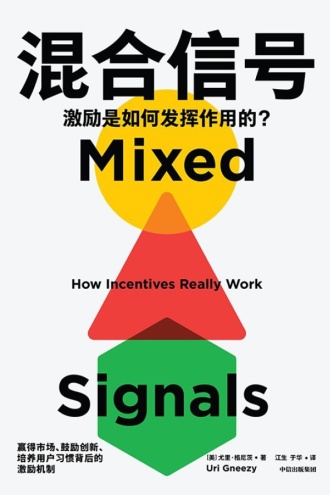 混合信号
激励是如何发挥作用的？
Mixed
How Incentives Really Work
Signals
赢得市场、鼓励创新、
培养用户习惯背后的
激励机制
［美］尤里·格尼茨 • 著 江生 于华 • 译
Uri Gneezy 中信出版集团